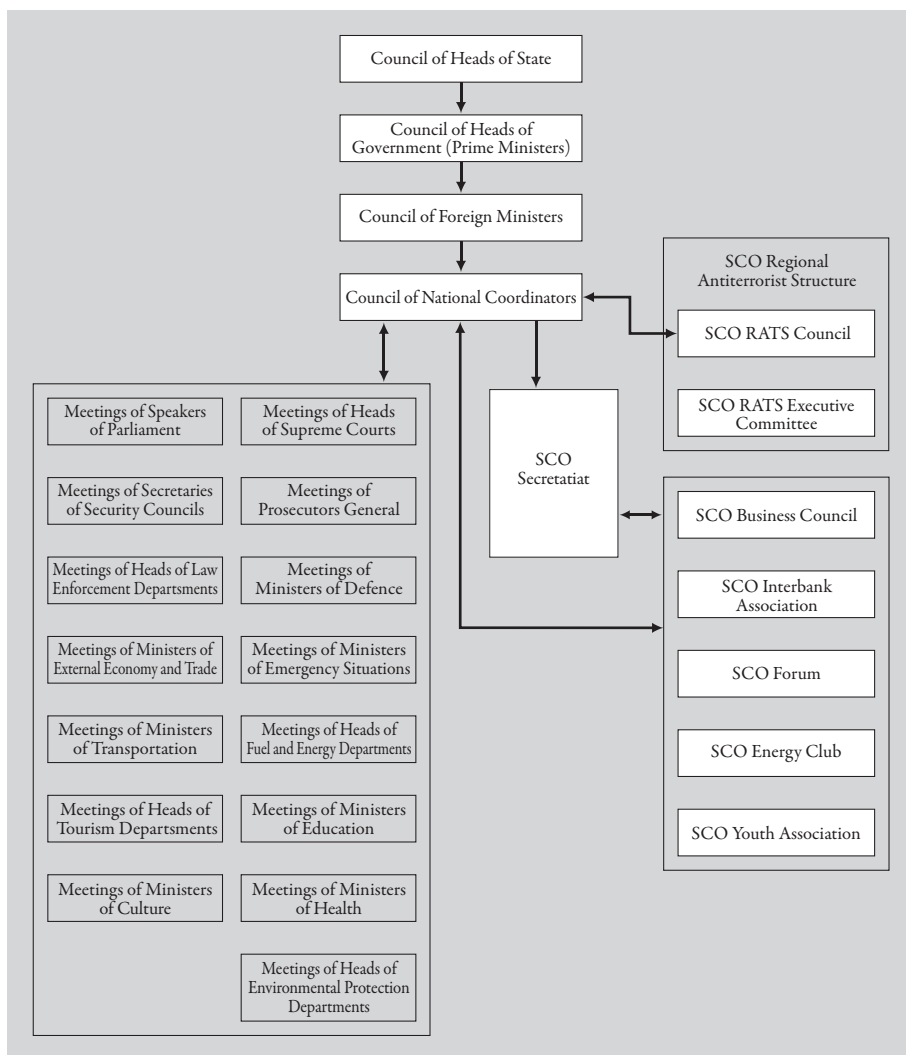 Council of Heads of State
Council of Heads of
Government (Prime Ministers)
Council of Foreign Ministers
Council of National Coordinators
SCO Regional
Antiterrorist Structure
SCO RATS Council
SCO RATS Executive
Committee
SCO
Secretatiat
SCO Business Council
SCO Interbank
Association
SCO Forum
SCO Energy Club
SCO Youth Association
Meetings of Speakers
of Parliament
Meetings of Heads
of Supreme Courts
Meetings of Secretaries
of Security Councils
Meetings of
Prosecutors General
Meetings of Heads of Law
Enforcement Departsments
Meetings of
Ministers of Defence
Meetings of Ministers of
External Economy and Trade
Meetings of Ministers
of Emergency Situations
Meetings of Ministers
of Transportation
Meetings of Heads of
Fuel and Energy Departments
Meetings of Heads of
Tourism Departsments
Meetings of Ministers
of Education
Meetings of Ministers
of Culture
Meetings of Ministers
of Health
Meetings of Heads of
Environmental Protection
Departments